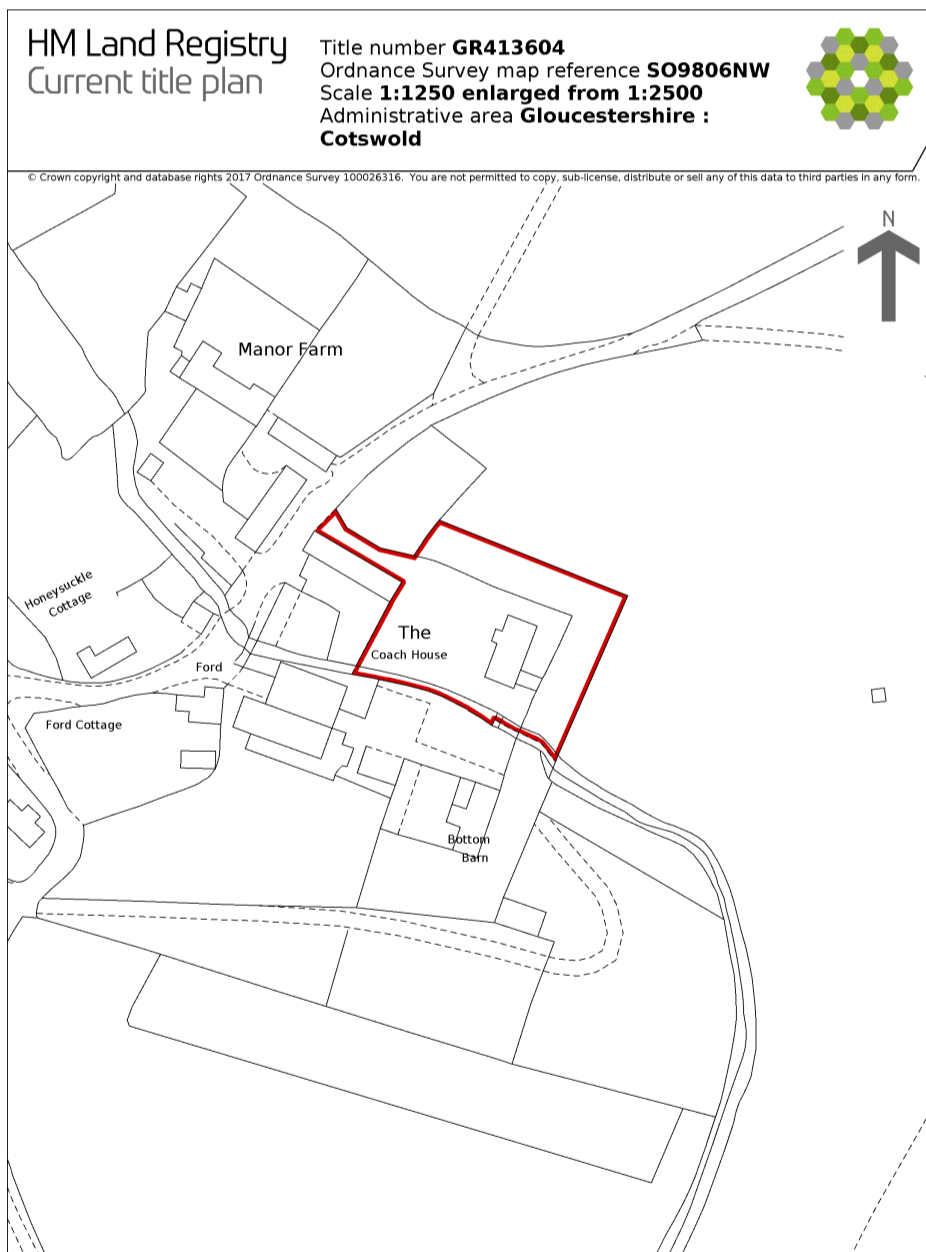 HM Land Registry
Current title plan
Title number GR413604
Ordnance Survey map reference SO9806NW
Scale 1:1250 enlarged from 1:2500
Administrative area Gloucestershire :
Cotswold
© Crown copyright and database rights 2017 Ordnance Survey 100026316. You are not permitted to copy, sub-license, distribute or sell any of this data to third parties in any form.
N
Manor Farm
Honeysuckle
Cottage
The
Coach House
Ford
Ford Cottage
Bottom
Barn